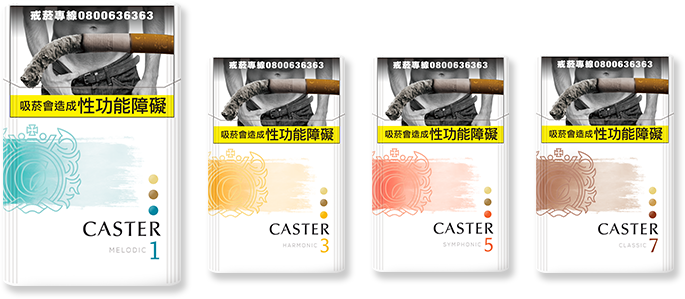 戒菸專線0800636363
吸菸會造成性功能障礙
CASTER
MELODIC 1
戒菸專線0800636363
吸菸會造成性功能障礙
CASTER
HARMONIC 3
戒菸專線0800636363
吸菸會造成性功能障礙
CASTER
SYMPHONIC 5
戒菸專線0800636363
吸菸會造成性功能障礙
CASTER
CLASSIC 7